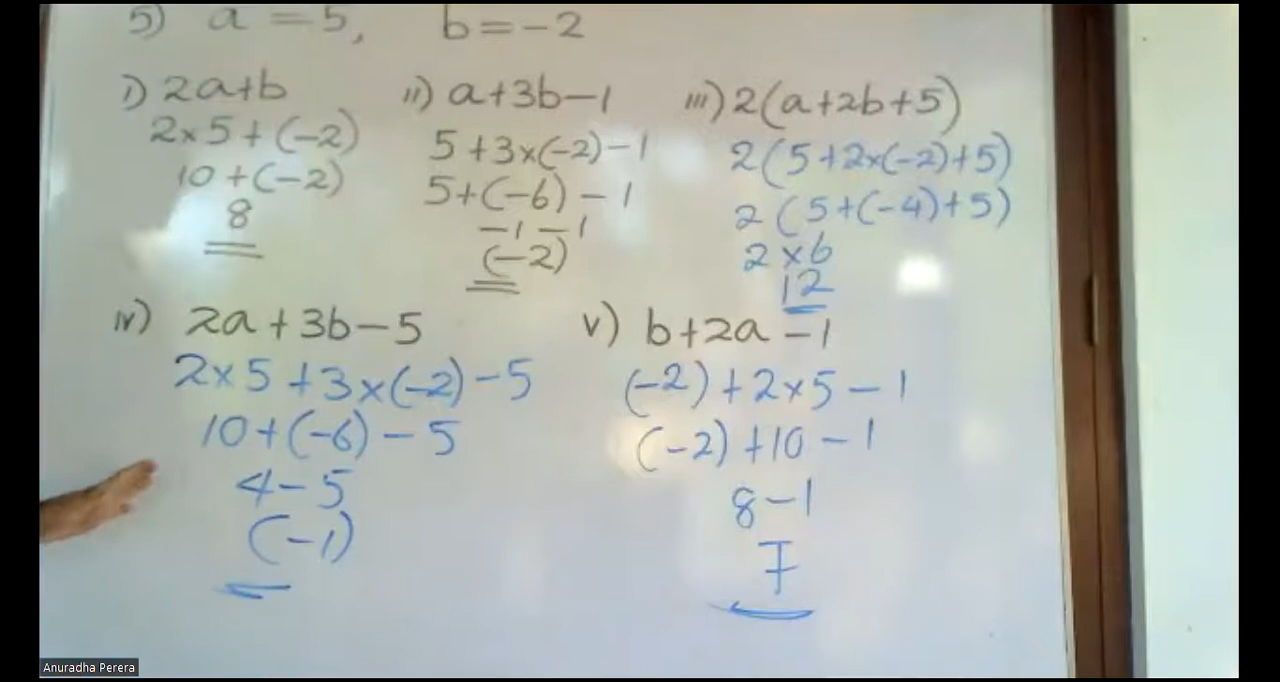 5) a = 5, b = -2
i) 2a+b
2×5+(-2)
10+(-2)
8
ii) a+3b-1
5+3×(-2)-1
5+(-6)-1
-1-1
(-2)
iii) 2(a+2b+5)
2(5+2×(-2)+5)
2(5+(-4)+5)
2×6
12
iv) 2a+3b-5
2×5+3×(-2)-5
10+(-6)-5
4-5
(-1)
v) b+2a-1
(-2)+2×5-1
(-2)+10-1
8-1
7
Anuradha Perera